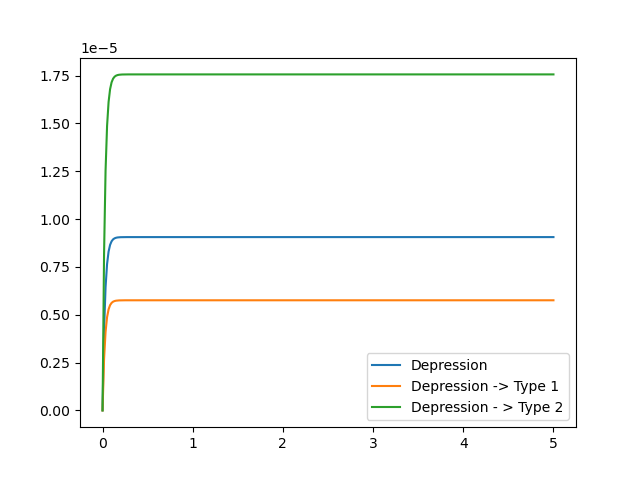 1e−5
1.75
1.50
1.25
1.00
0.75
0.50
0.25
0.00
0 1 2 3 4 5
Depression
Depression -> Type 1
Depression - > Type 2